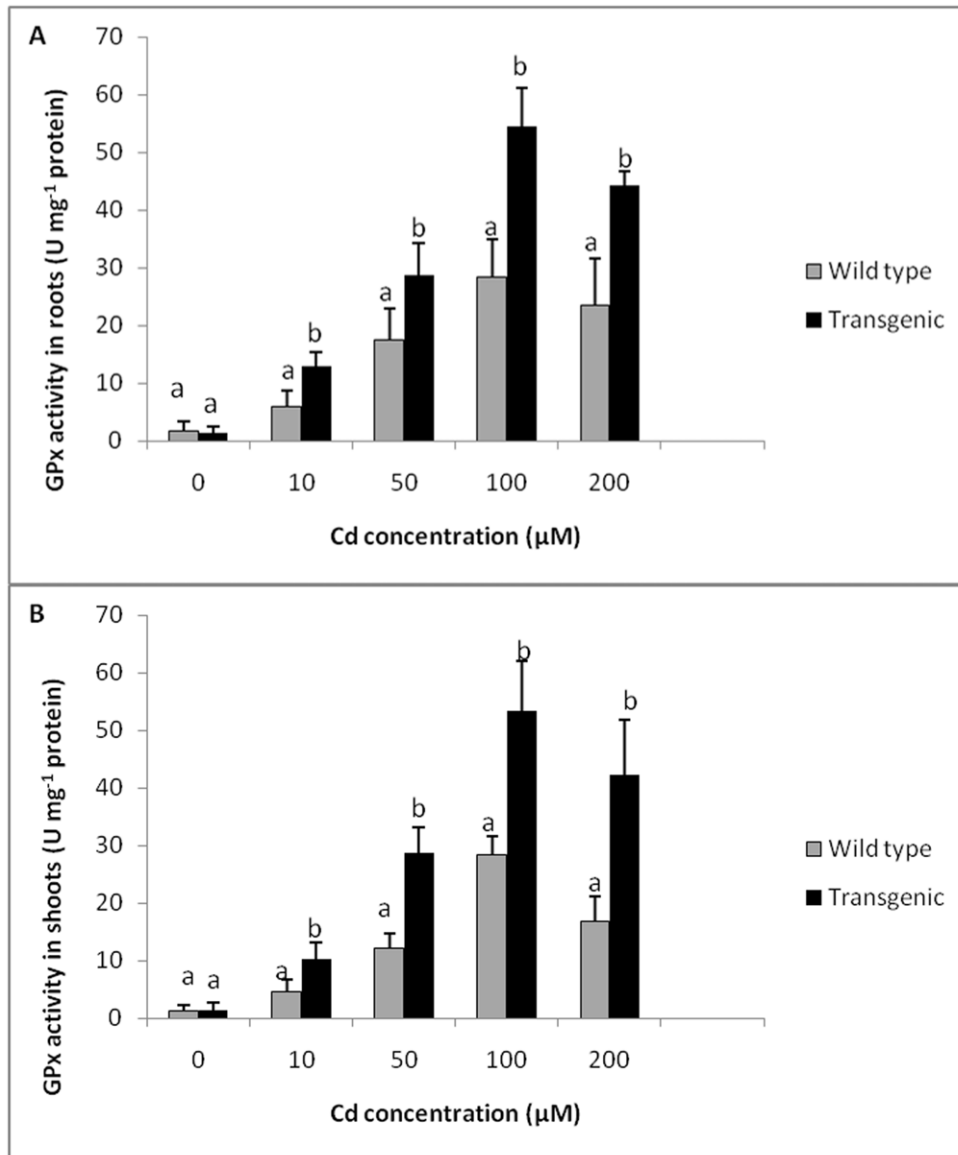 A
GPx activity in roots (U mg⁻¹ protein)
70
60
50
40
30
20
10
0
a a
a b
a b
a b
a b
0 10 50 100 200
Cd concentration (µM)
Wild type
Transgenic
B
GPx activity in shoots (U mg⁻¹ protein)
70
60
50
40
30
20
10
0
a a
a b
a b
a b
a b
0 10 50 100 200
Cd concentration (µM)
Wild type
Transgenic